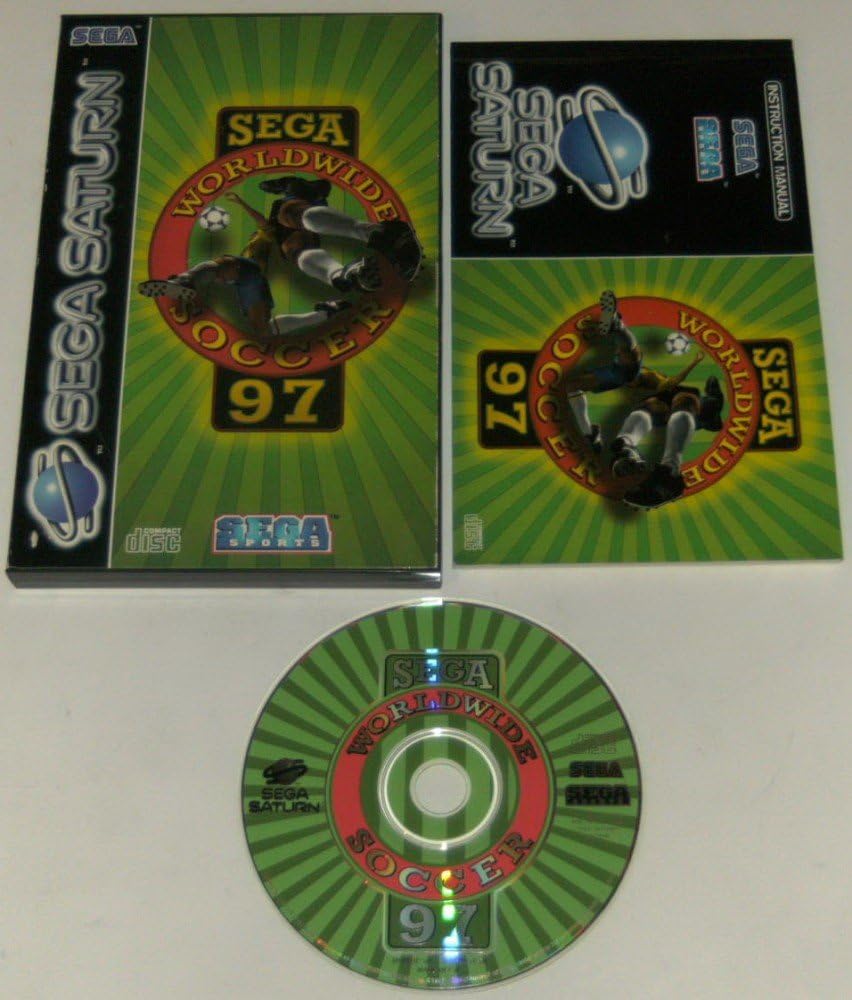 SEGA
SEGA SATURN
SEGA
WORLDWIDE
SOCCER
97
COMPACT
disc
SEGA
SPORTS
INSTRUCTION MANUAL
SEGA
SEGA
SEGA
SATURN
SEGA
WORLDWIDE
SOCCER
97
SEGA
WORLDWIDE
SOCCER
97
SEGA
SATURN
SEGA
SEGA